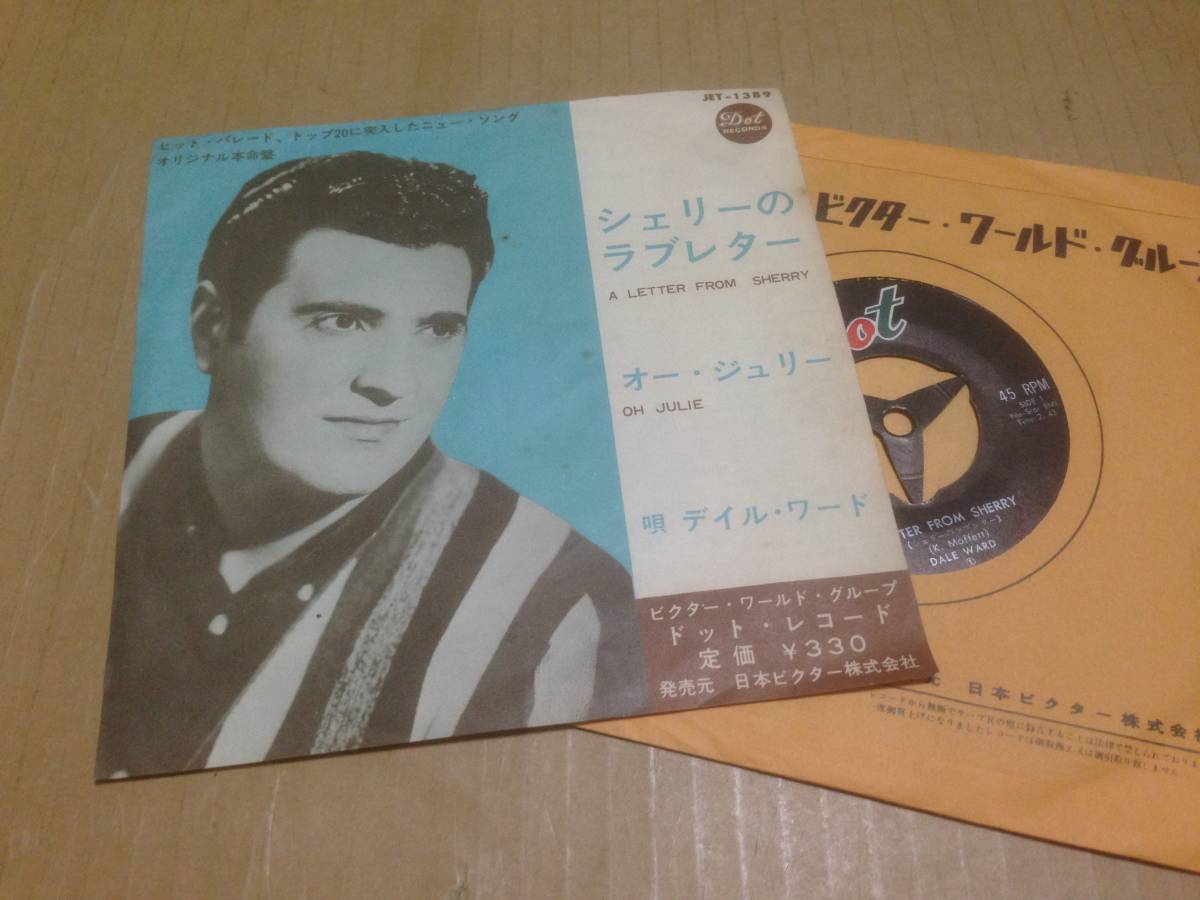 JET-1389
Dot
RECORDS
ヒット・パレード、トップ20に突入したニュー・ソング
オリジナル本命盤
シェリーの
ラブレター
A LETTER FROM SHERRY
オー・ジュリー
OH JULIE
唄 デイル・ワード
ビクター・ワールド・グループ
ドット・レコード
定価 ¥330
発売元 日本ビクター株式会社
ビクター・ワールド・グルー
ot
45 RPM
SIDE 1
TER FROM SHERRY
DALE WARD
日本ビクター株式会社